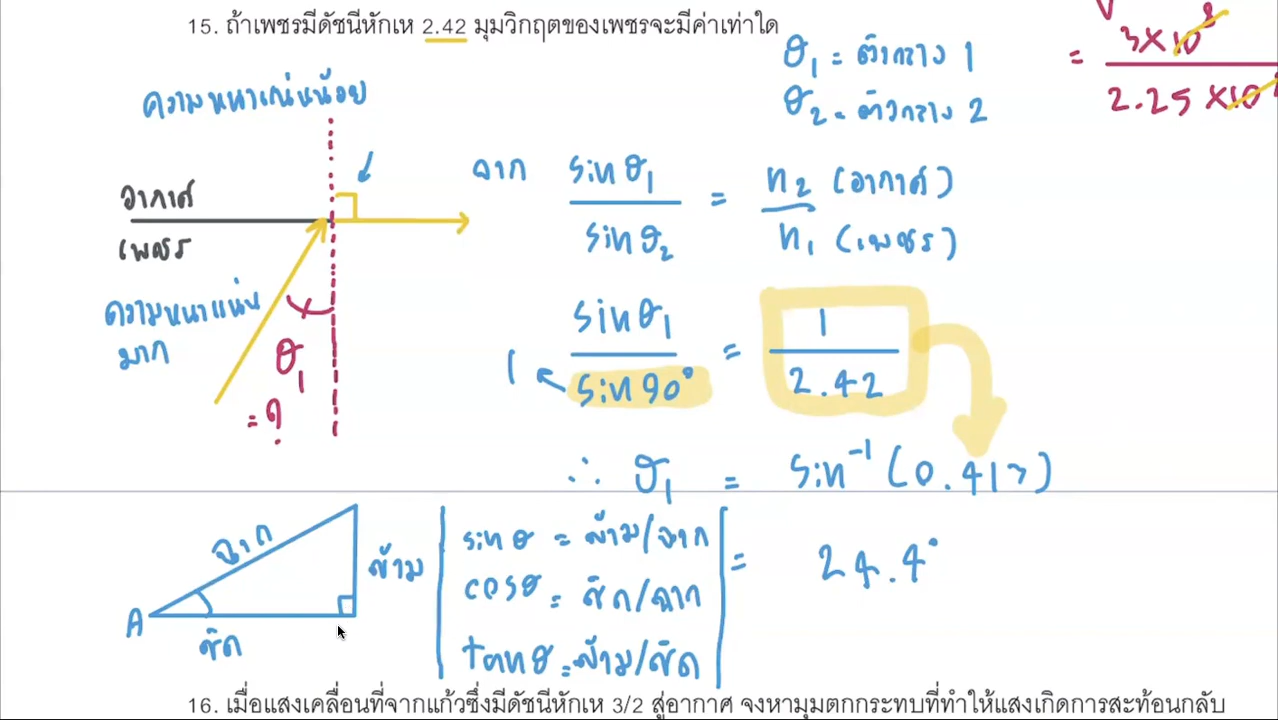 15. ถ้าเพชรมีดัชนีหักเห 2.42 มุมวิกฤตของเพชรจะมีค่าเท่าใด
θ1 = ตัวกลาง 1
θ2 = ตัวกลาง 2
= 3×10⁸
2.25 ×10
ความหนาแน่นน้อย
อากาศ
เพชร
ความหนาแน่น
มาก
θ1
= ?
จาก sinθ1 / sinθ2 = n2 (อากาศ) / n1 (เพชร)
sinθ1 / sin90° = 1 / 2.42
1
∴ θ1 = sin⁻¹(0.413)
= 24.4°
ฉาก
ข้าม
A
ชิด
sinθ = ข้าม/ฉาก
cosθ = ชิด/ฉาก
tanθ = ข้าม/ชิด
16. เมื่อแสงเคลื่อนที่จากแก้วซึ่งมีดัชนีหักเห 3/2 สู่อากาศ จงหามุมตกกระทบที่ทำให้แสงเกิดการสะท้อนกลับ